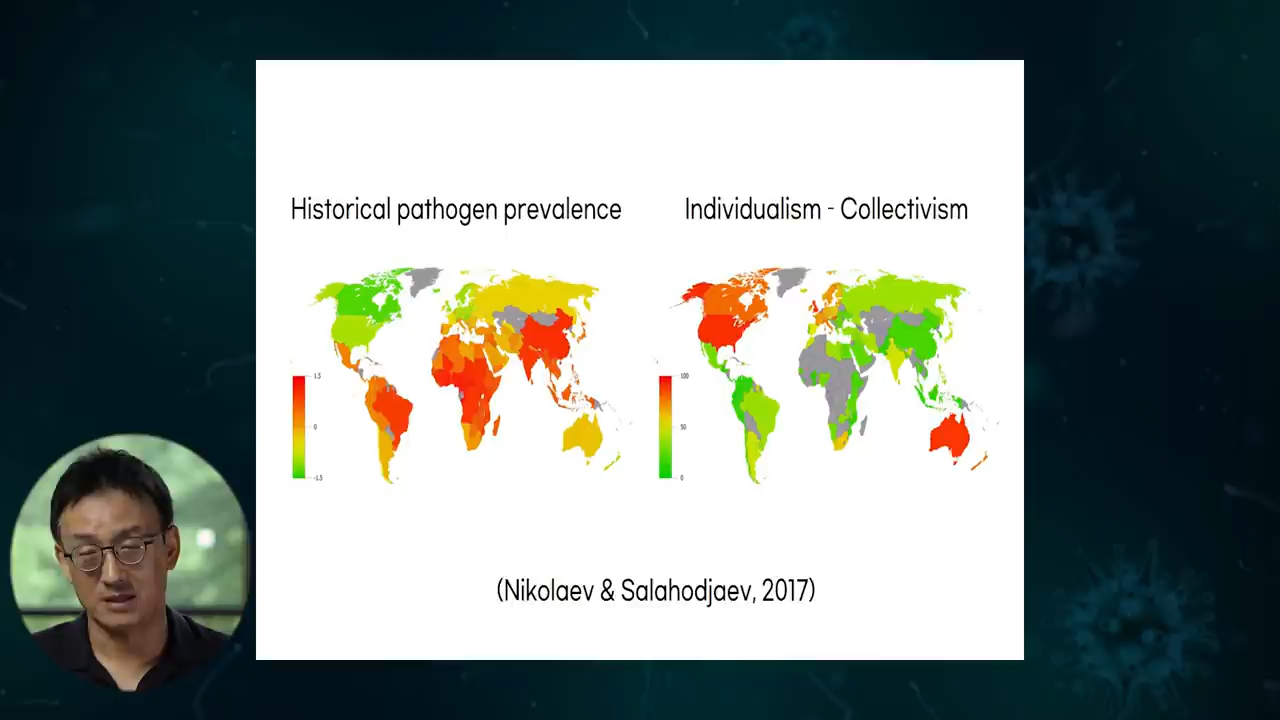 Historical pathogen prevalence
Individualism - Collectivism
1.5
0
-1.5
100
50
0
(Nikolaev & Salahodjaev, 2017)